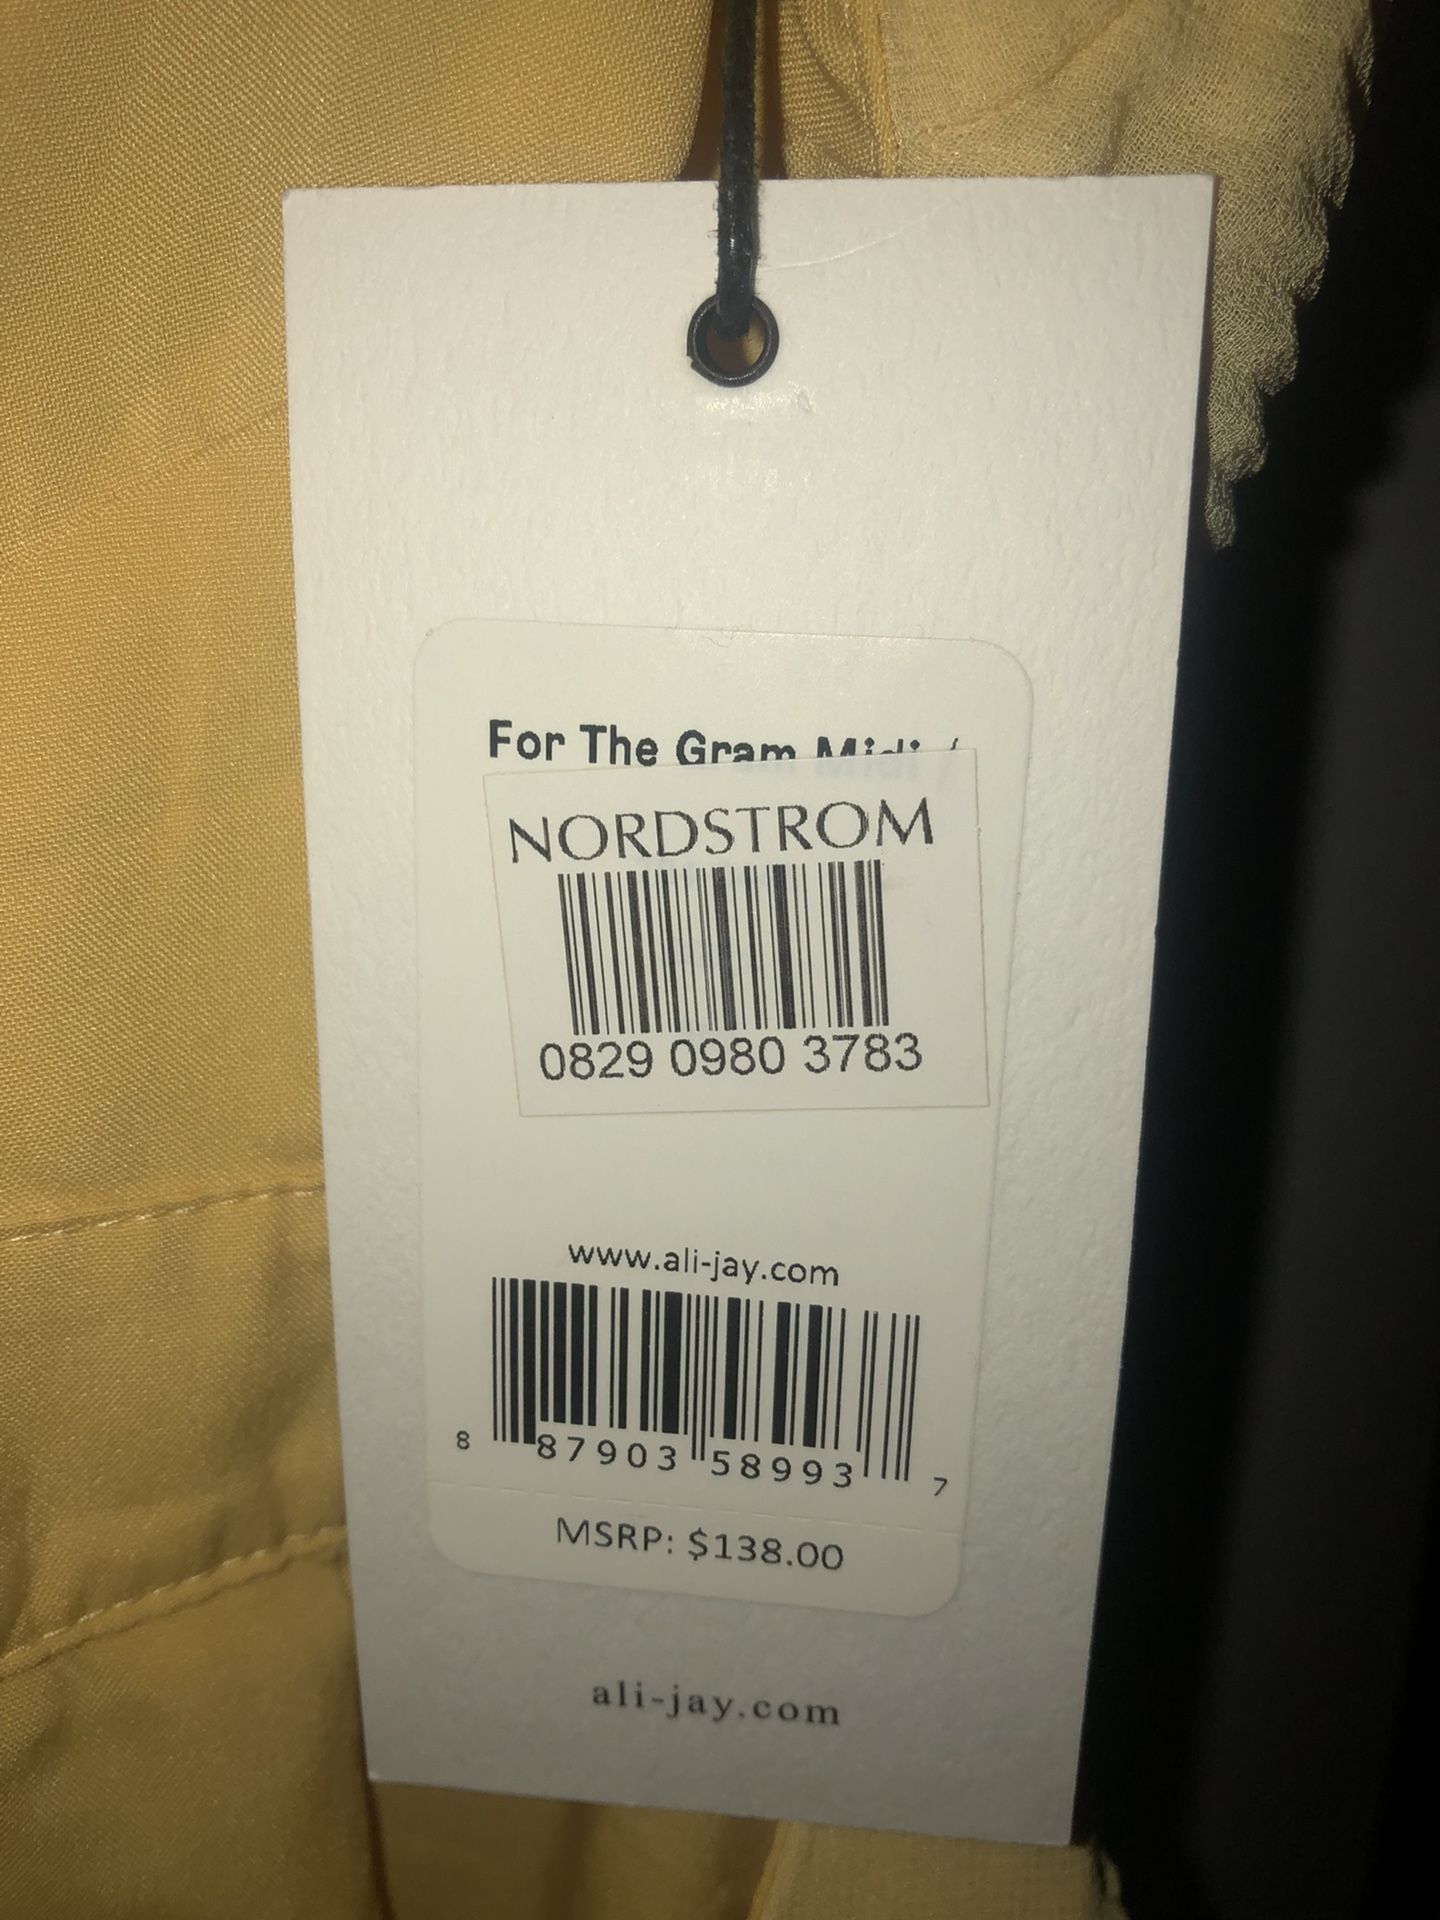 For The Gram Midi /
NORDSTROM
0829 0980 3783
www.ali-jay.com
8 87903 58993 7
MSRP: $138.00
ali-jay.com